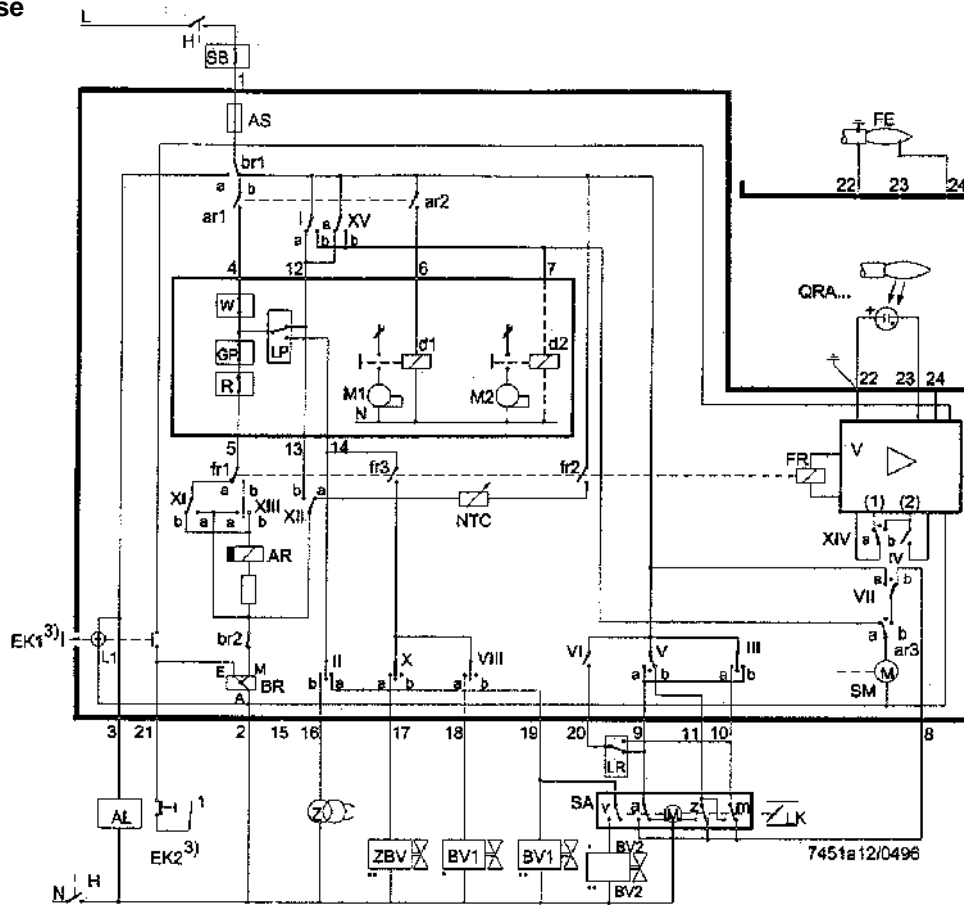 se
L
H
SB
1
AS
FE
br1
22 23 24
a b
ar1
ar2
I a XV
a b b
4 12 6 7
QRA...
+
W
LP
d1
d2
GP
22 23 24
R
M1
M2
N
V
5 13 14
fr1
fr3
fr2
FR
a b
b a
XI
XIII
XII
b a a b
NTC
(1) (2)
XIV a b
IV
AR
a b
VII
br2
a b
ar3
EK1 3)
L1
II X VIII
VI V III
M
E M
BR
SM
A
b a a b a b
a b a b
3 21 2 15 16 17 18 19 20 9 11 10 8
LR
SA v a M z m
LK
AL
1
Z
EK2 3)
7451a12/0496
ZBV
BV1
BV1
BV2
BV2
N H